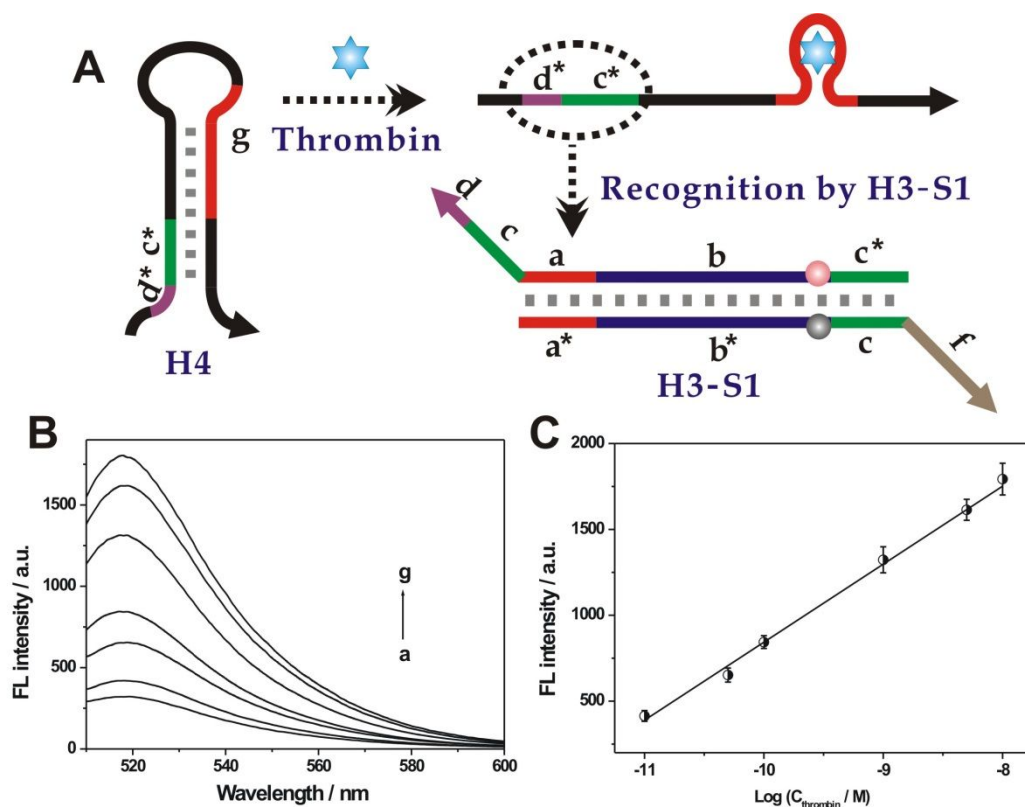 A
g
d* c*
H4
Thrombin
d* c*
Recognition by H3-S1
d
c
a b c*
a* b* c
f
H3-S1
B
FL intensity / a.u.
1500
1000
500
0
g
a
520 540 560 580 600
Wavelength / nm
C
FL intensity / a.u.
2000
1500
1000
500
-11 -10 -9 -8
Log (Cthrombin / M)